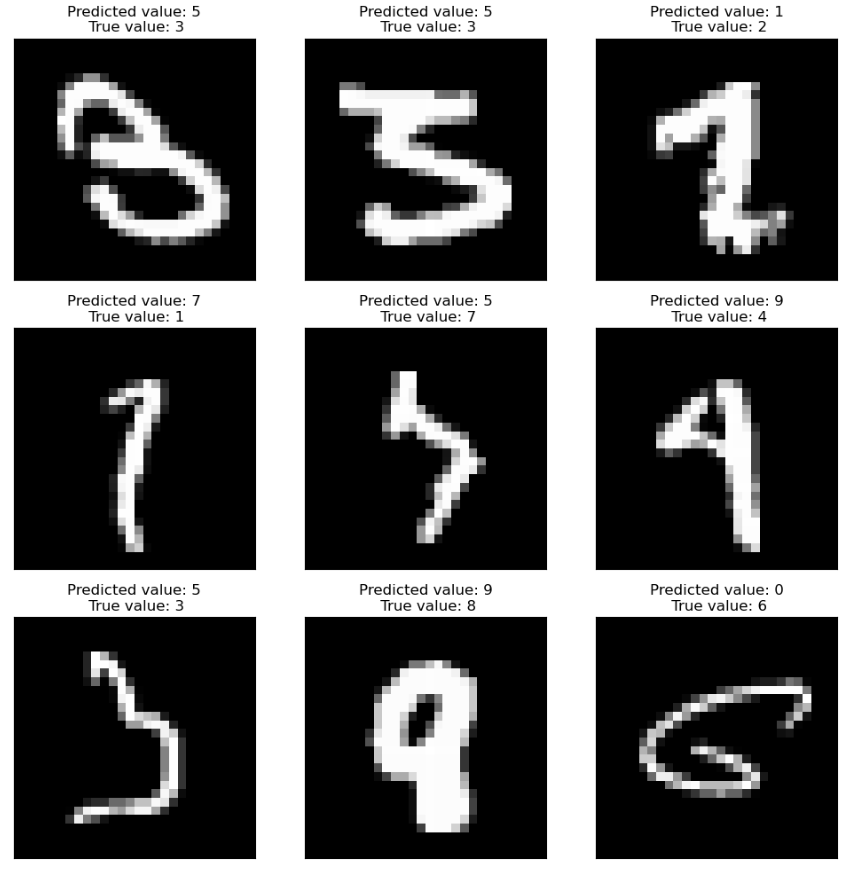 Predicted value: 5
True value: 3
Predicted value: 5
True value: 3
Predicted value: 1
True value: 2
Predicted value: 7
True value: 1
Predicted value: 5
True value: 7
Predicted value: 9
True value: 4
Predicted value: 5
True value: 3
Predicted value: 9
True value: 8
Predicted value: 0
True value: 6